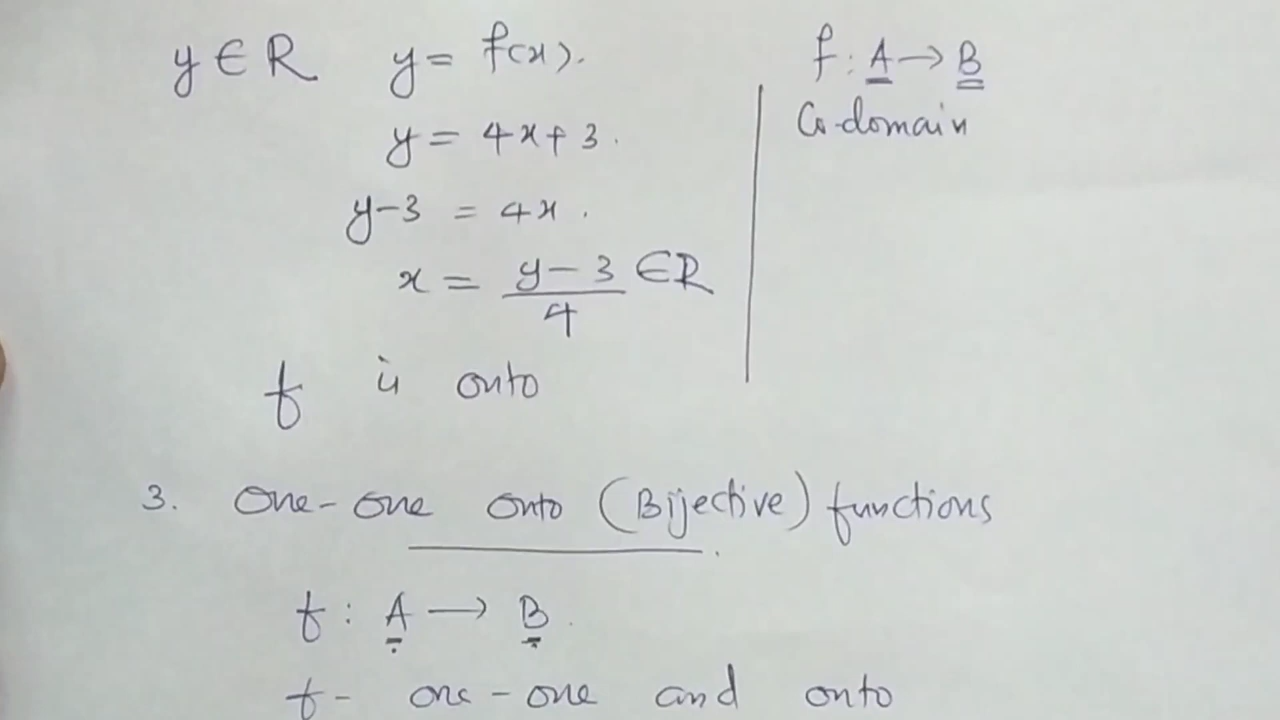 y ∈ R y = f(x).
y = 4x + 3.
y - 3 = 4x.
x = (y - 3)/4 ∈ R
f is onto
f : A → B
Co-domain
3. One-one onto (Bijective) functions
f : A → B.
f - one-one and onto